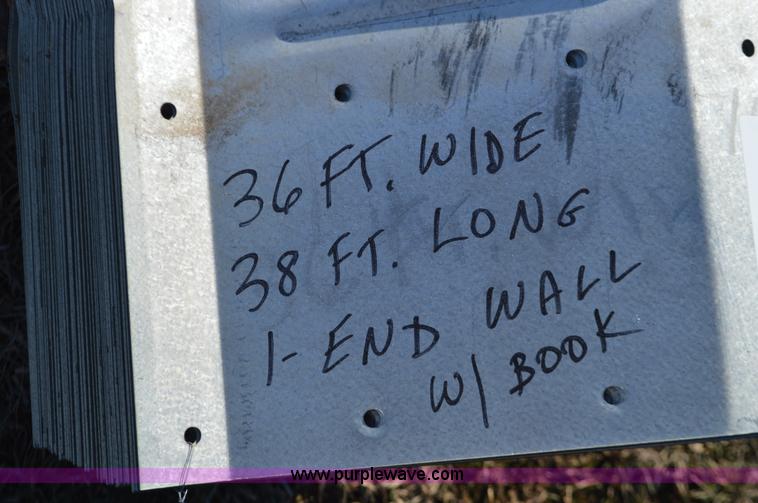 36 FT. WIDE
38 FT. LONG
1- END WALL
W/ BOOK
www.purplewave.com